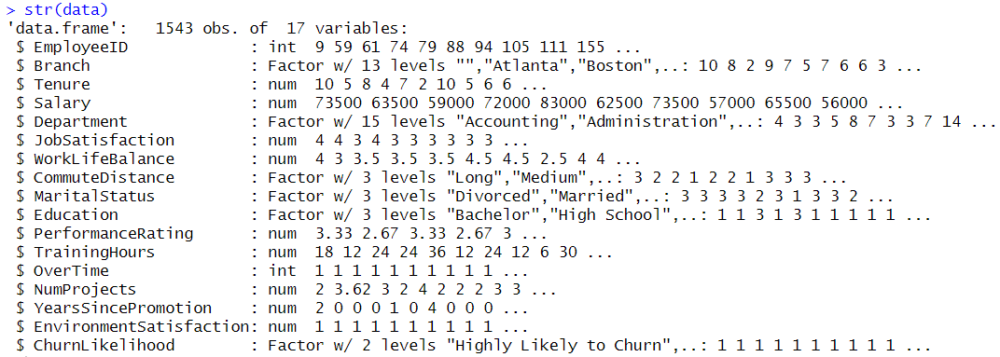 > str(data)
'data.frame':   1543 obs. of  17 variables:
 $ EmployeeID             : int  9 59 61 74 79 88 94 105 111 155 ...
 $ Branch                 : Factor w/ 13 levels "","Atlanta","Boston",..: 10 8 2 9 7 5 7 6 6 3 ...
 $ Tenure                 : num  10 5 8 4 7 2 10 5 6 6 ...
 $ Salary                 : num  73500 63500 59000 72000 83000 62500 73500 57000 65500 56000 ...
 $ Department             : Factor w/ 15 levels "Accounting","Administration",..: 4 3 3 5 8 7 3 3 7 14 ...
 $ JobSatisfaction        : num  4 4 3 4 3 3 3 3 3 3 ...
 $ WorkLifeBalance        : num  4 3 3.5 3.5 3.5 4.5 4.5 2.5 4 4 ...
 $ CommuteDistance        : Factor w/ 3 levels "Long","Medium",..: 3 2 2 1 2 2 1 3 3 3 ...
 $ MaritalStatus          : Factor w/ 3 levels "Divorced","Married",..: 3 3 3 3 2 3 1 3 3 2 ...
 $ Education              : Factor w/ 3 levels "Bachelor","High School",..: 1 1 3 1 3 1 1 1 1 1 ...
 $ PerformanceRating      : num  3.33 2.67 3.33 2.67 3 ...
 $ TrainingHours          : num  18 12 24 24 36 12 24 12 6 30 ...
 $ OverTime               : int  1 1 1 1 1 1 1 1 1 1 ...
 $ NumProjects            : num  2 3.62 3 2 4 2 2 2 3 3 ...
 $ YearsSincePromotion    : num  2 0 0 0 1 0 4 0 0 0 ...
 $ EnvironmentSatisfaction: num  1 1 1 1 1 1 1 1 1 1 ...
 $ ChurnLikelihood        : Factor w/ 2 levels "Highly Likely to Churn",..: 1 1 1 1 1 1 1 1 1 1 ...